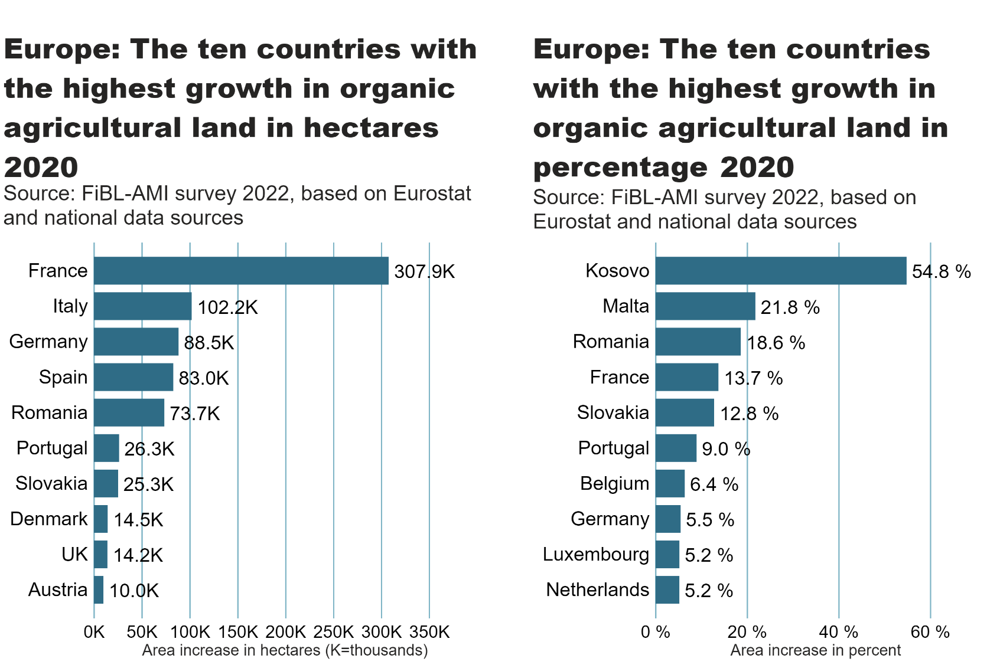 Europe: The ten countries with
the highest growth in organic
agricultural land in hectares
2020
Source: FiBL-AMI survey 2022, based on Eurostat
and national data sources
France 307.9K
Italy 102.2K
Germany 88.5K
Spain 83.0K
Romania 73.7K
Portugal 26.3K
Slovakia 25.3K
Denmark 14.5K
UK 14.2K
Austria 10.0K
0K 50K 100K 150K 200K 250K 300K 350K
Area increase in hectares (K=thousands)
Europe: The ten countries
with the highest growth in
organic agricultural land in
percentage 2020
Source: FiBL-AMI survey 2022, based on
Eurostat and national data sources
Kosovo 54.8 %
Malta 21.8 %
Romania 18.6 %
France 13.7 %
Slovakia 12.8 %
Portugal 9.0 %
Belgium 6.4 %
Germany 5.5 %
Luxembourg 5.2 %
Netherlands 5.2 %
0 % 20 % 40 % 60 %
Area increase in percent